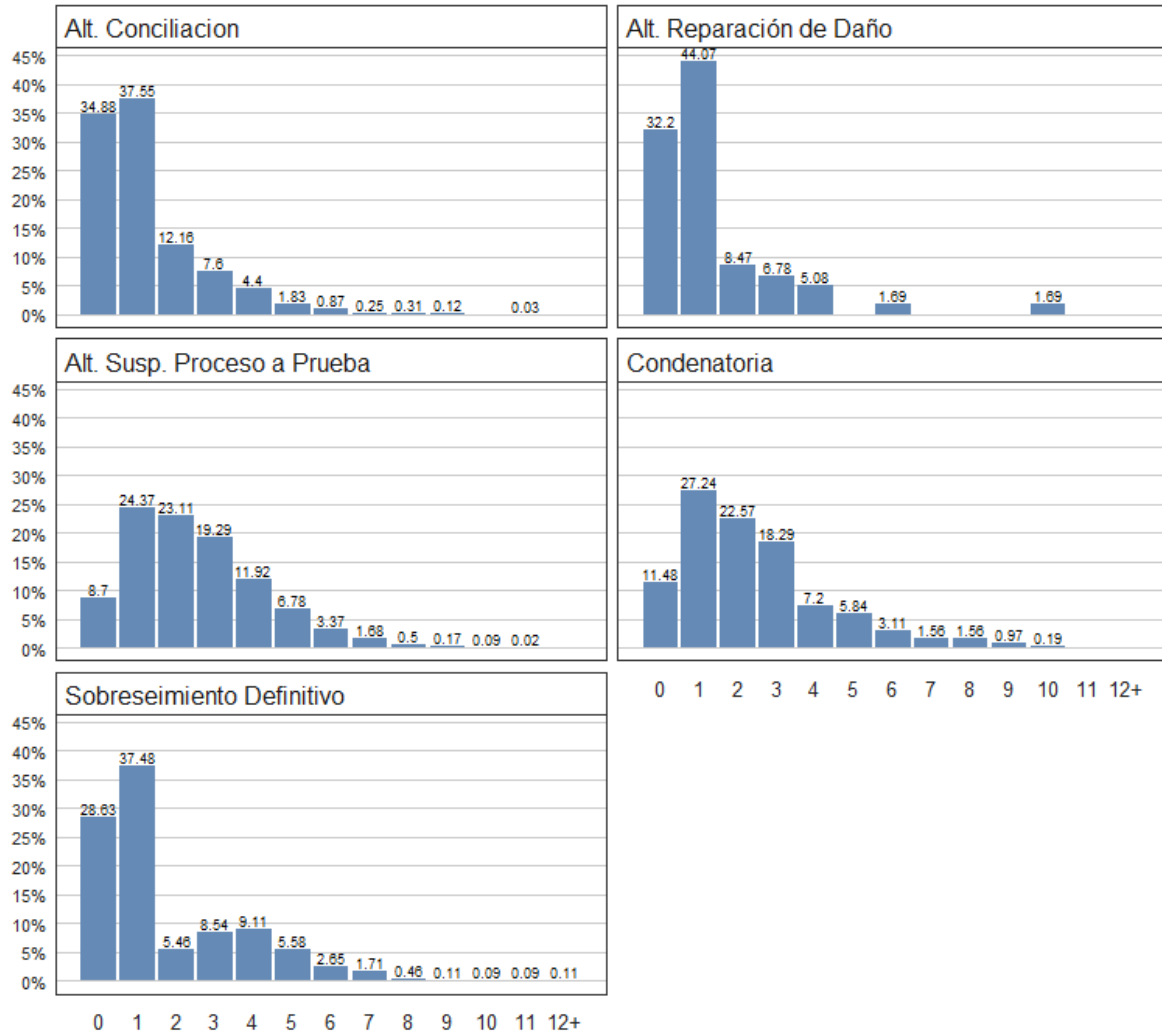 Alt. Conciliacion
45%
40%
35%
30%
25%
20%
15%
10%
5%
0%
34.88 37.55 12.16 7.6 4.4 1.83 0.87 0.25 0.31 0.12 0.03
Alt. Reparación de Daño
32.2 44.07 8.47 6.78 5.08 1.69 1.69
Alt. Susp. Proceso a Prueba
45%
40%
35%
30%
25%
20%
15%
10%
5%
0%
8.7 24.37 23.11 19.29 11.92 6.78 3.37 1.68 0.5 0.17 0.09 0.02
Condenatoria
11.48 27.24 22.57 18.29 7.2 5.84 3.11 1.56 1.56 0.97 0.19
0 1 2 3 4 5 6 7 8 9 10 11 12+
Sobreseimiento Definitivo
45%
40%
35%
30%
25%
20%
15%
10%
5%
0%
28.63 37.48 5.46 8.54 9.11 5.58 2.65 1.71 0.46 0.11 0.09 0.09 0.11
0 1 2 3 4 5 6 7 8 9 10 11 12+